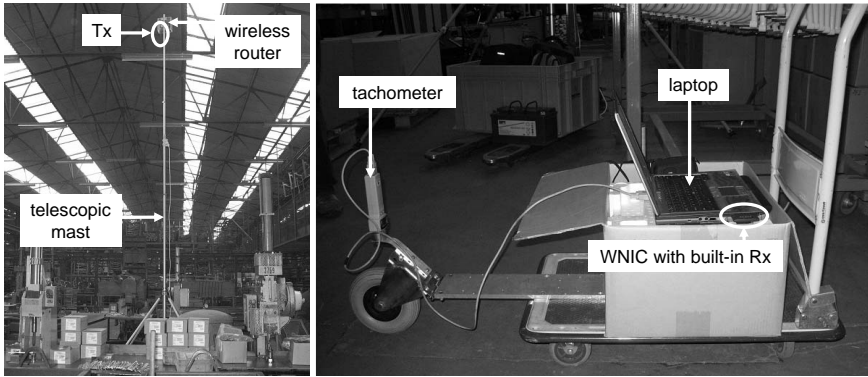 Tx
wireless
router
telescopic
mast
tachometer
laptop
WNIC with built-in Rx